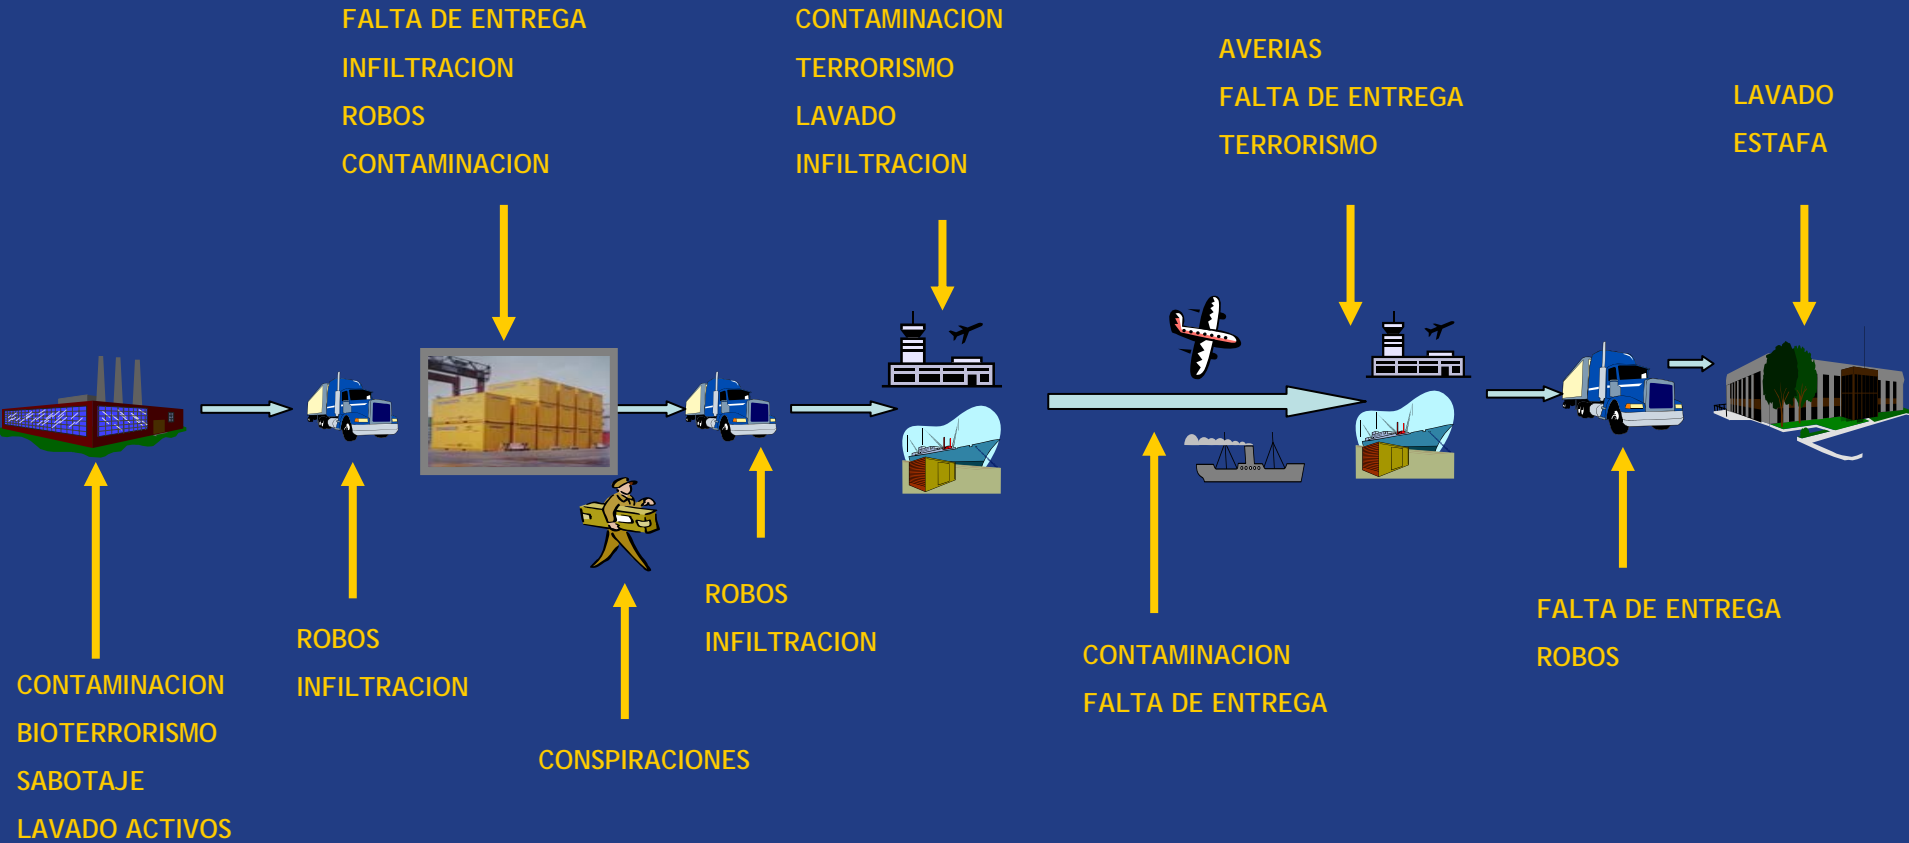 FALTA DE ENTREGA
INFILTRACION
ROBOS
CONTAMINACION
CONTAMINACION
TERRORISMO
LAVADO
INFILTRACION
AVERIAS
FALTA DE ENTREGA
TERRORISMO
LAVADO
ESTAFA
CONTAMINACION
BIOTERRORISMO
SABOTAJE
LAVADO ACTIVOS
ROBOS
INFILTRACION
CONSPIRACIONES
ROBOS
INFILTRACION
CONTAMINACION
FALTA DE ENTREGA
FALTA DE ENTREGA
ROBOS